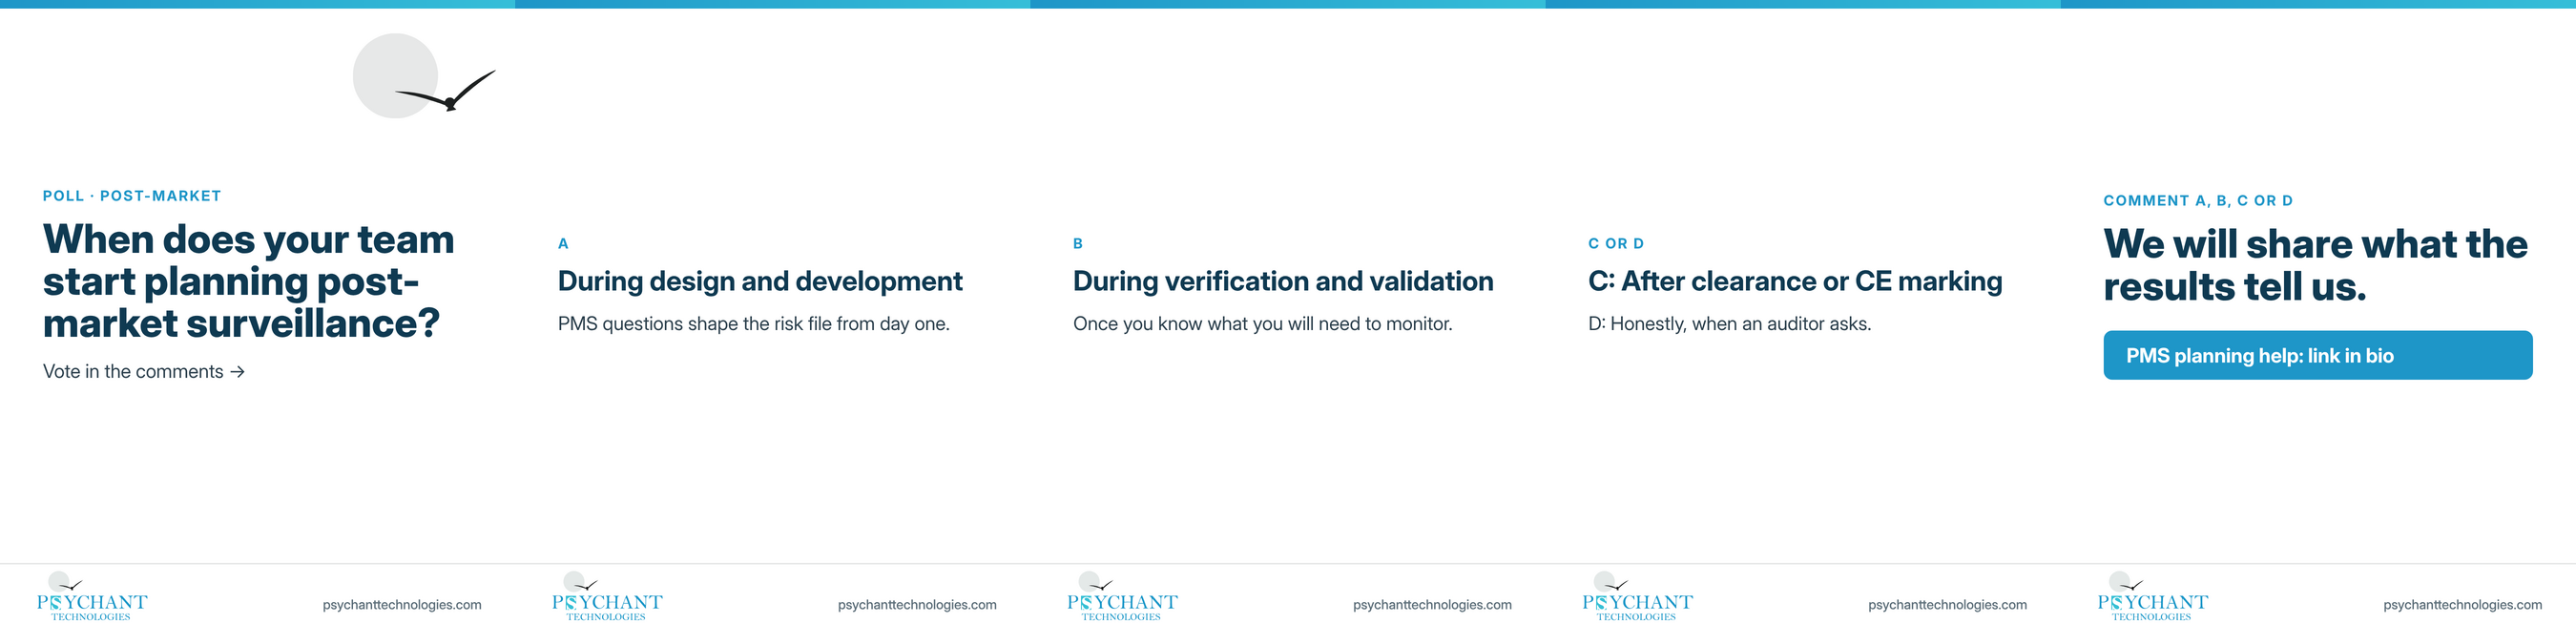 POLL · POST-MARKET
When does your team
start planning post-
market surveillance?
Vote in the comments →
PSYCHANT
TECHNOLOGIES
psychanttechnologies.com
A
During design and development
PMS questions shape the risk file from day one.
PSYCHANT
TECHNOLOGIES
psychanttechnologies.com
B
During verification and validation
Once you know what you will need to monitor.
PSYCHANT
TECHNOLOGIES
psychanttechnologies.com
C OR D
C: After clearance or CE marking
D: Honestly, when an auditor asks.
PSYCHANT
TECHNOLOGIES
psychanttechnologies.com
COMMENT A, B, C OR D
We will share what the
results tell us.
PMS planning help: link in bio
PSYCHANT
TECHNOLOGIES
psychanttechnologies.com